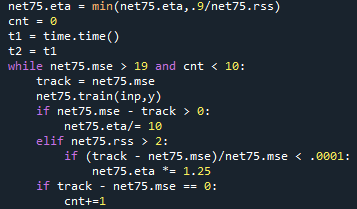 net75.eta = min(net75.eta,.9/net75.rss)
cnt = 0
t1 = time.time()
t2 = t1
while net75.mse > 19 and cnt < 10:
    track = net75.mse
    net75.train(inp,y)
    if net75.mse - track > 0:
        net75.eta/= 10
    elif net75.rss > 2:
        if (track - net75.mse)/net75.mse < .0001:
            net75.eta *= 1.25
    if track - net75.mse == 0:
        cnt+=1